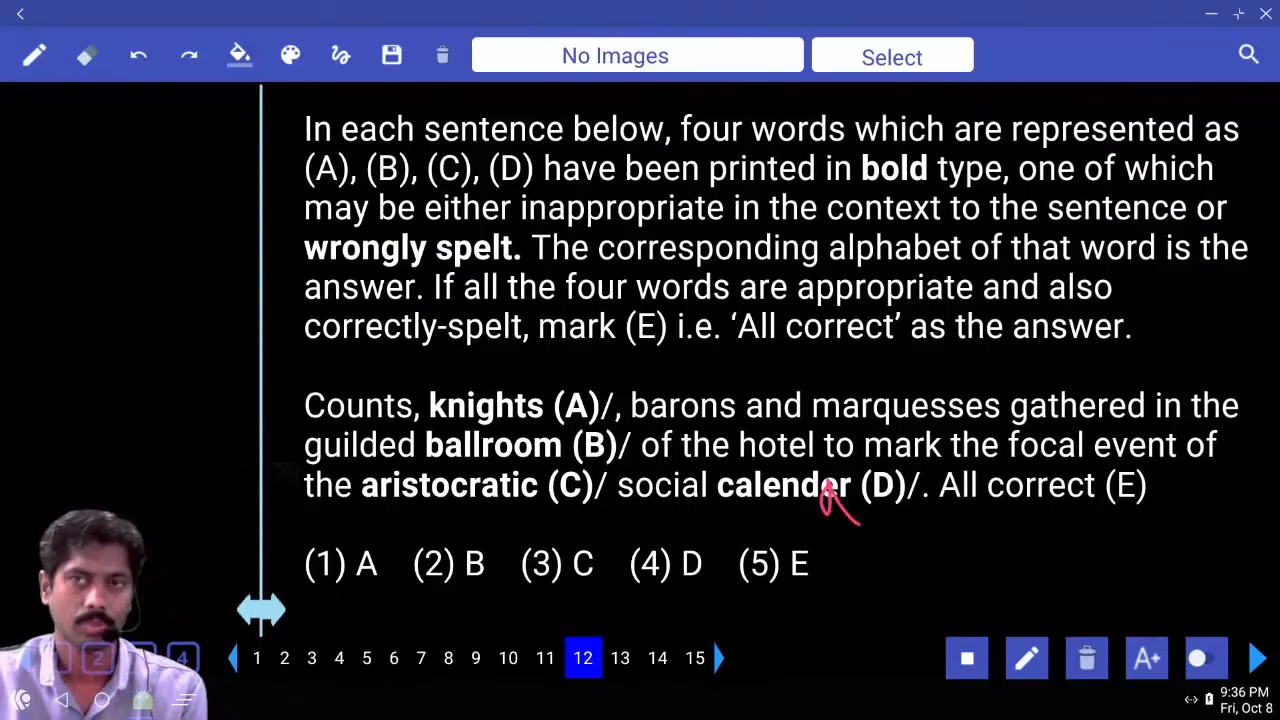 No Images
Select
In each sentence below, four words which are represented as
(A), (B), (C), (D) have been printed in bold type, one of which
may be either inappropriate in the context to the sentence or
wrongly spelt. The corresponding alphabet of that word is the
answer. If all the four words are appropriate and also
correctly-spelt, mark (E) i.e. ‘All correct’ as the answer.
Counts, knights (A)/, barons and marquesses gathered in the
guilded ballroom (B)/ of the hotel to mark the focal event of
the aristocratic (C)/ social calender (D)/. All correct (E)
(1) A (2) B (3) C (4) D (5) E
2 4
1 2 3 4 5 6 7 8 9 10 11 12 13 14 15
A+
9:36 PM
Fri, Oct 8